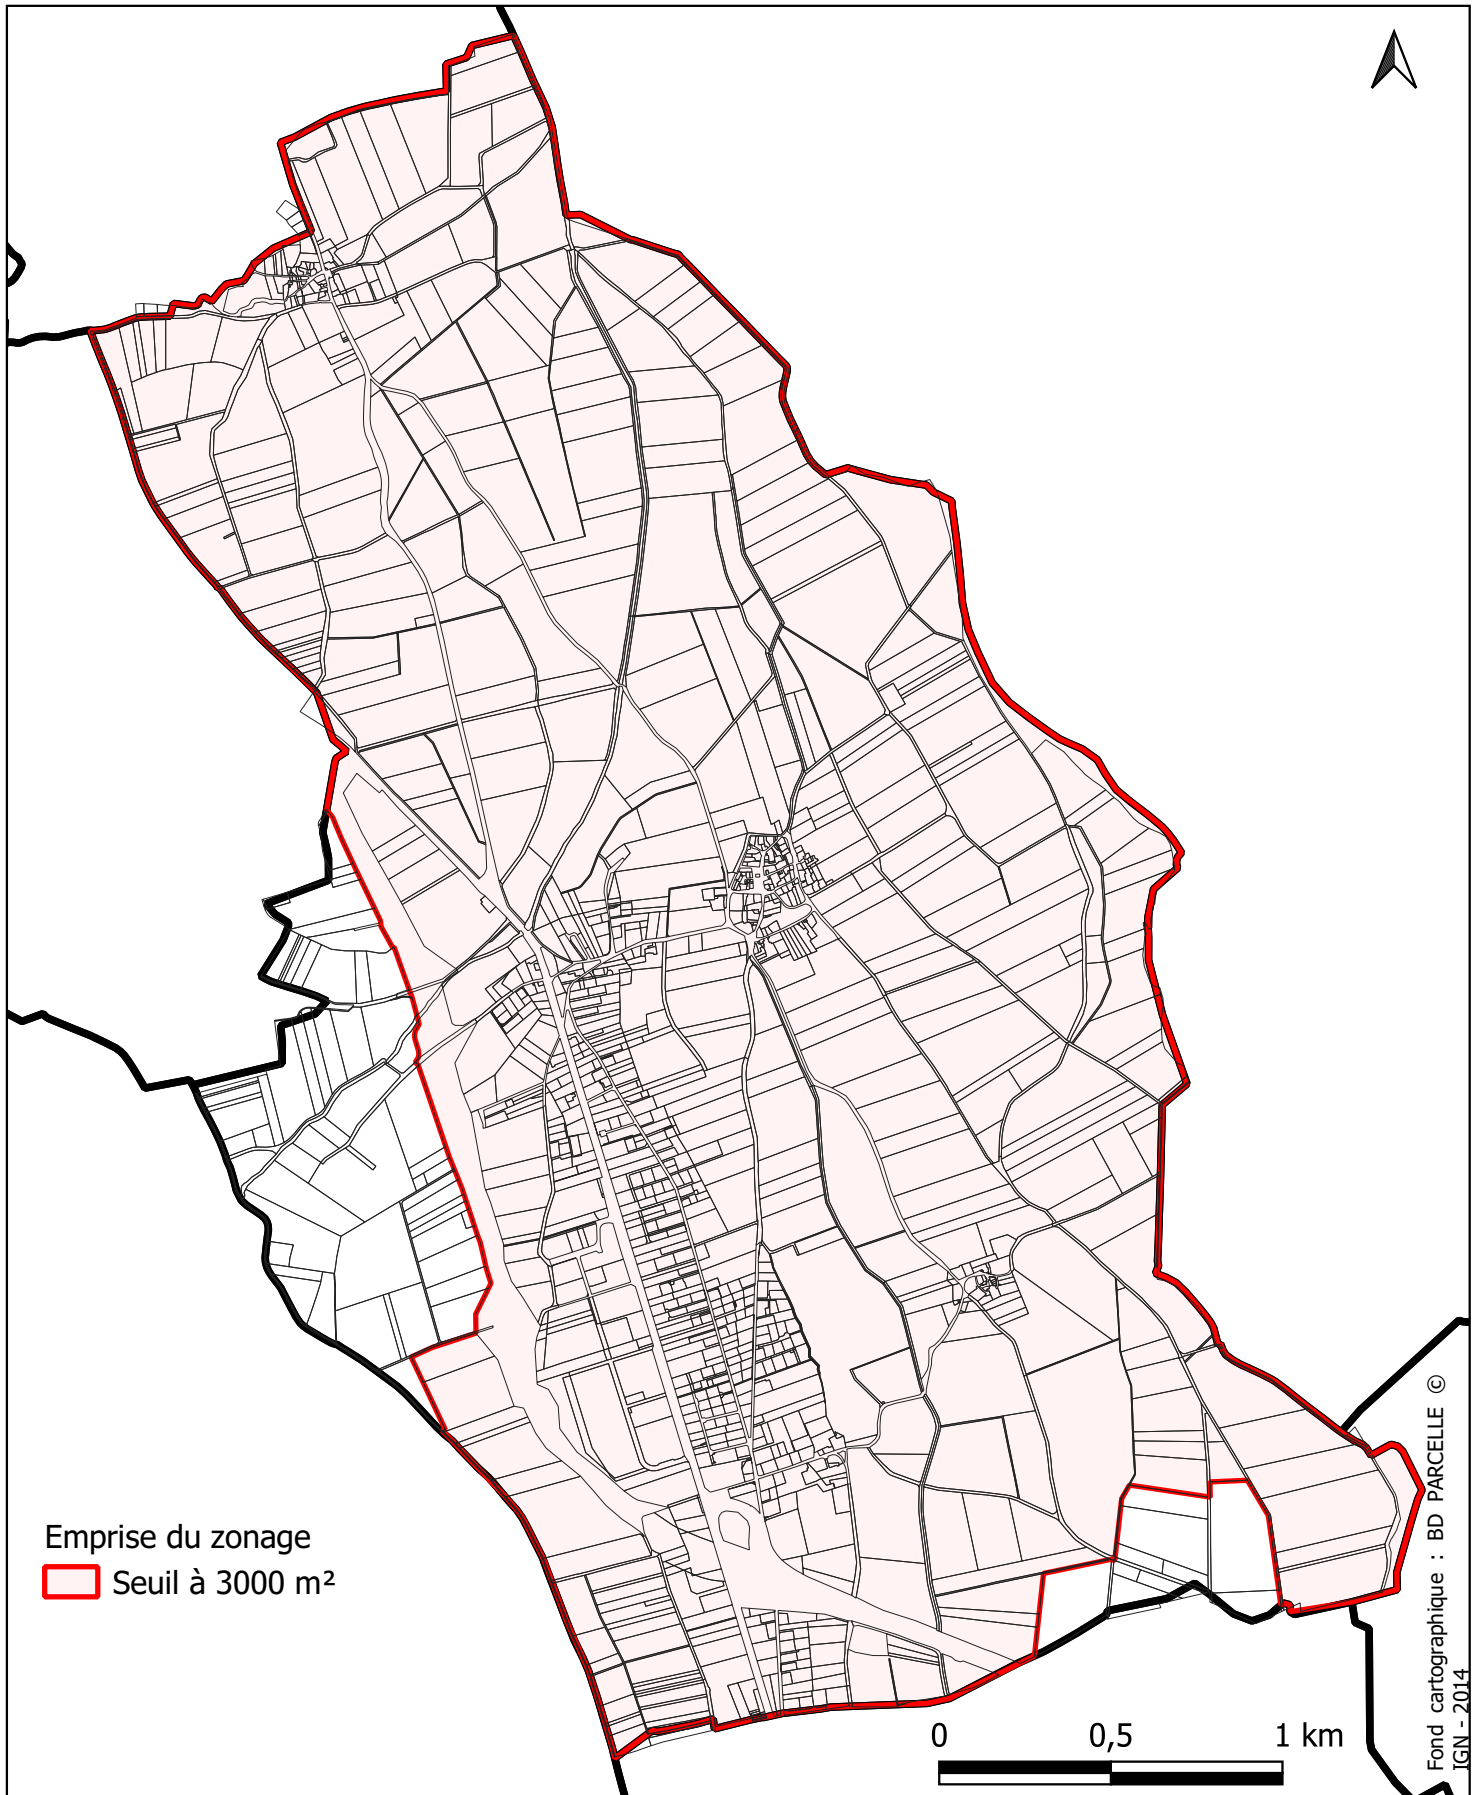 Emprise du zonage
Seuil à 3000 m²
0 0,5 1 km
Fond cartographique : BD PARCELLE ©
IGN - 2014